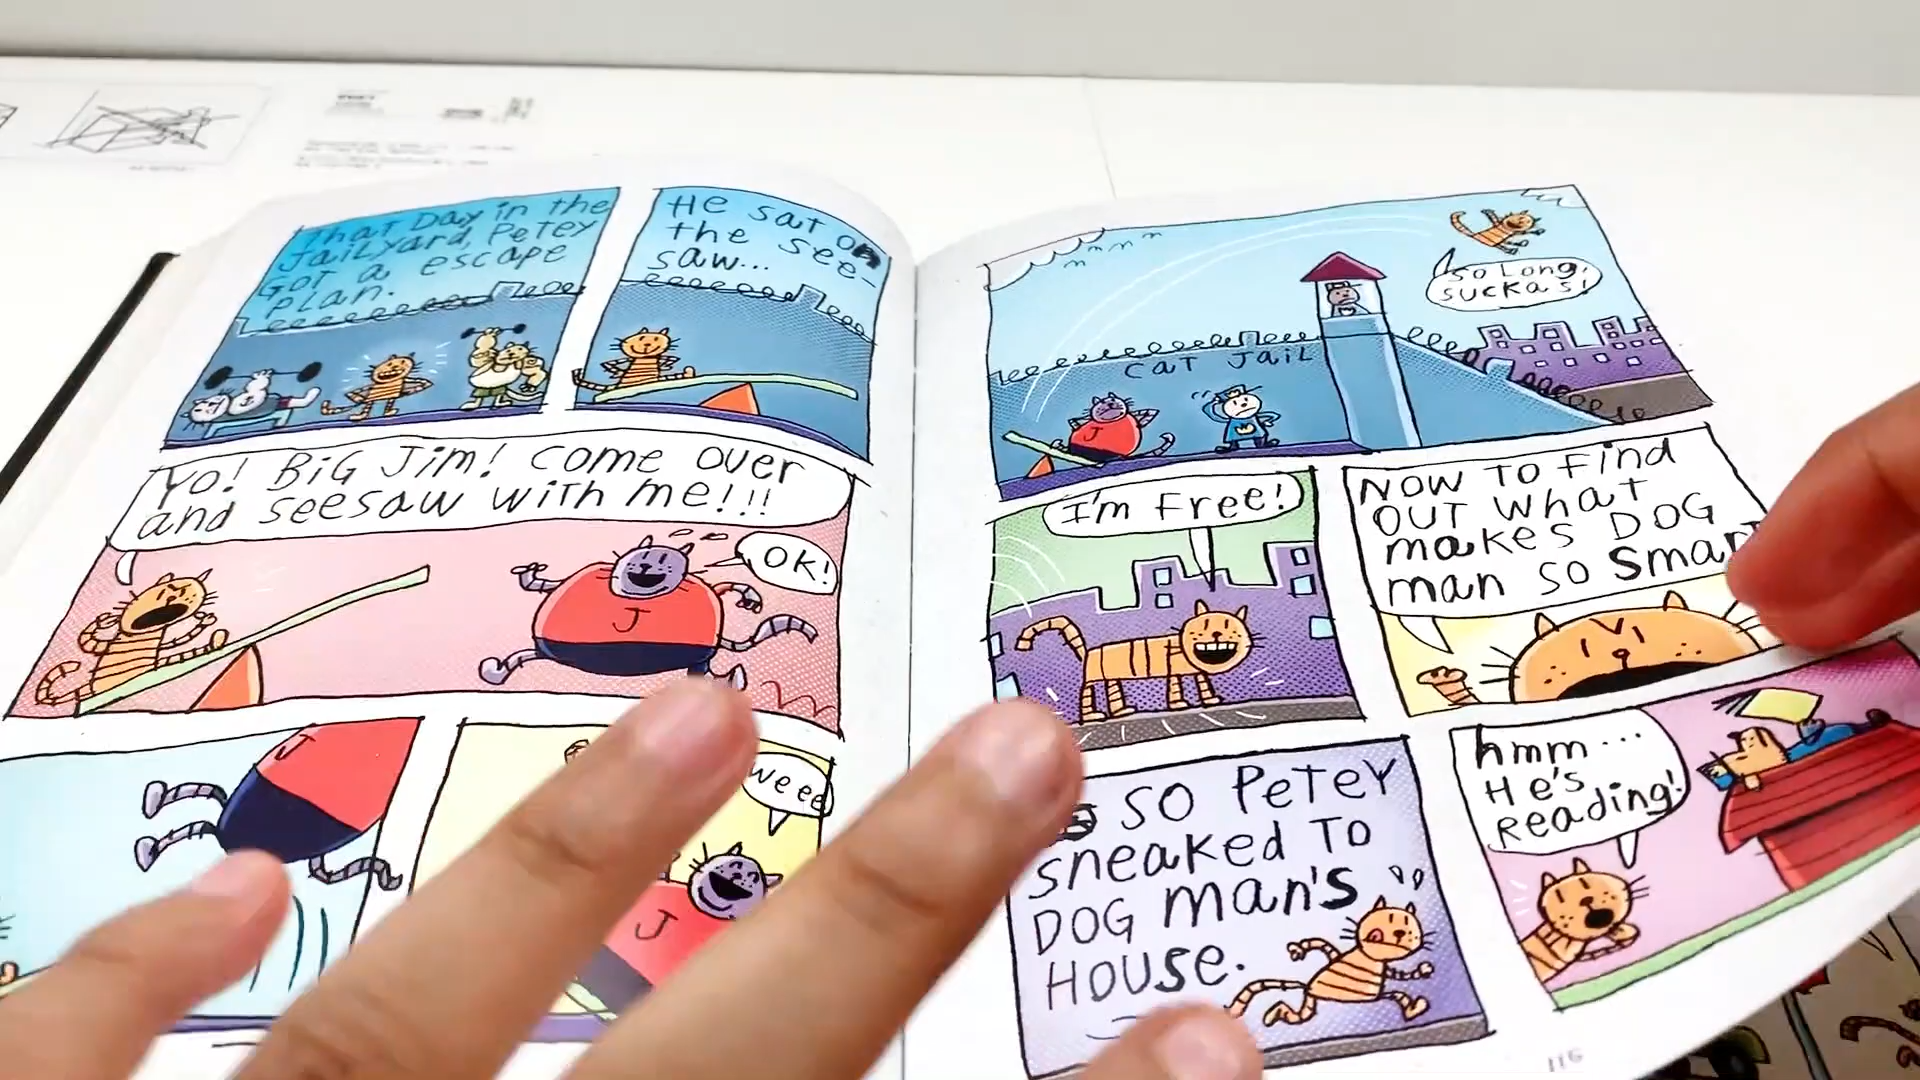 That Day in the
Jailyard, Petey
Got a escape
plan.
He sat on
the see-
saw...
Yo! BiG Jim! come over
and seesaw with me!!!
OK!
J
J
weee
J
So Long,
suckas!
CAT JaiL
J
I'm Free!
NOW TO Find
OUT WHaT
makes DOG
man SO Smar
SO PeTeY
sneaked TO
DOG man's
HOUSe.
hmm...
He's
Reading!
116